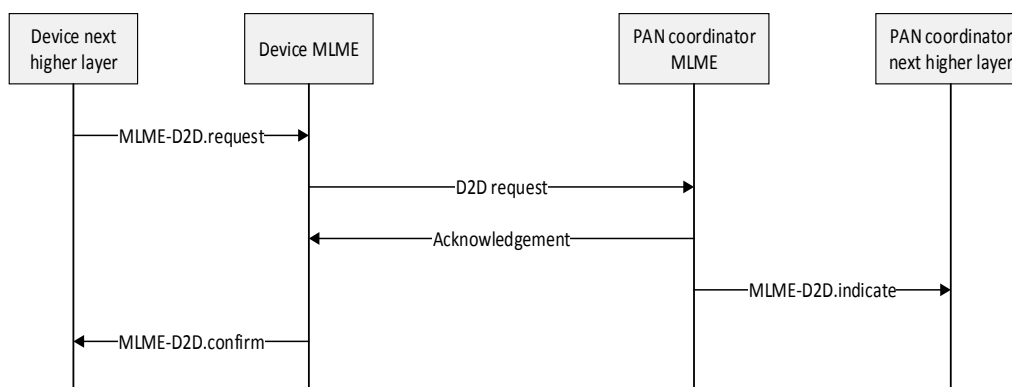 Device next
higher layer
Device MLME
PAN coordinator
MLME
PAN coordinator
next higher layer
MLME-D2D.request
D2D request
Acknowledgement
MLME-D2D.indicate
MLME-D2D.confirm